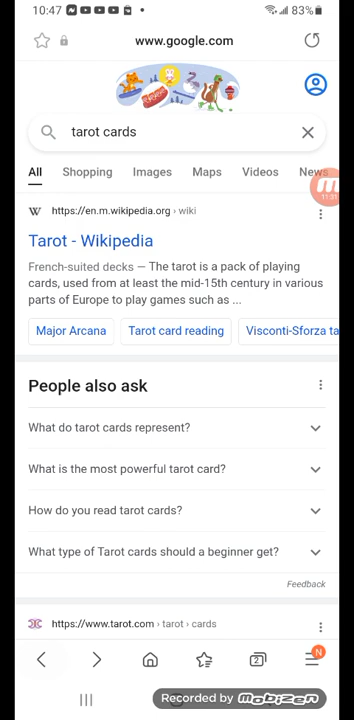 10:47 83%
www.google.com
tarot cards
All Shopping Images Maps Videos News
11:31
W https://en.m.wikipedia.org › wiki
Tarot - Wikipedia
French-suited decks — The tarot is a pack of playing
cards, used from at least the mid-15th century in various
parts of Europe to play games such as ...
Major Arcana Tarot card reading Visconti-Sforza ta
People also ask
What do tarot cards represent?
What is the most powerful tarot card?
How do you read tarot cards?
What type of Tarot cards should a beginner get?
Feedback
https://www.tarot.com › tarot › cards
2 N
Recorded by mobizen